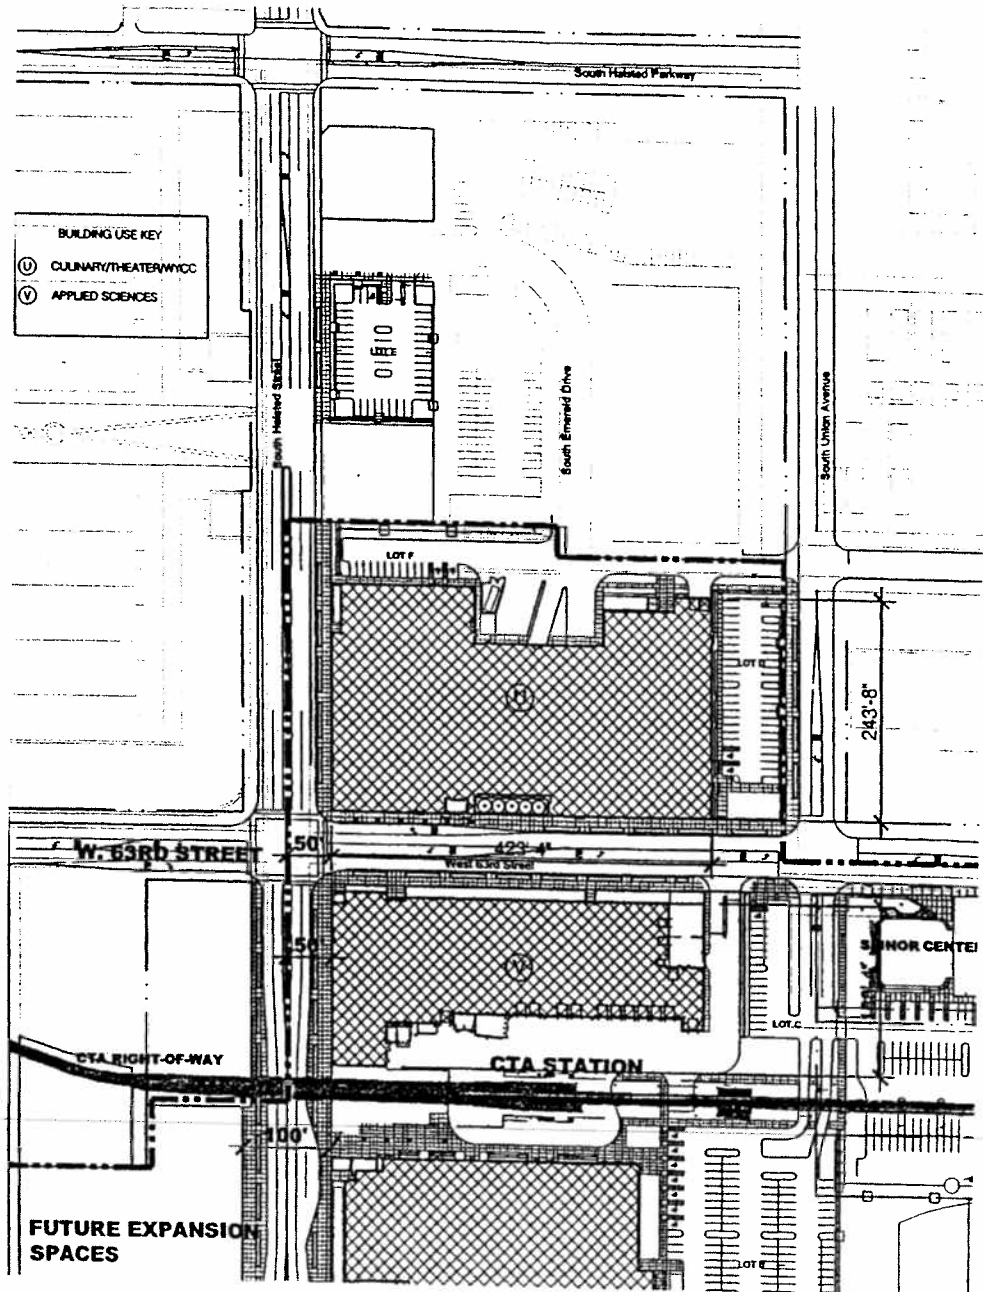 South Halsted Parkway
BUILDING USE KEY
U CULINARY/THEATER/WYCC
V APPLIED SCIENCES
South Halsted Street
South Emerald Drive
South Union Avenue
LOT F
243'-8"
W. 63RD STREET
50'
423'-4"
West 63rd Street
50'
LOT C
CTA RIGHT-OF-WAY
CTA STATION
100'
FUTURE EXPANSION
SPACES